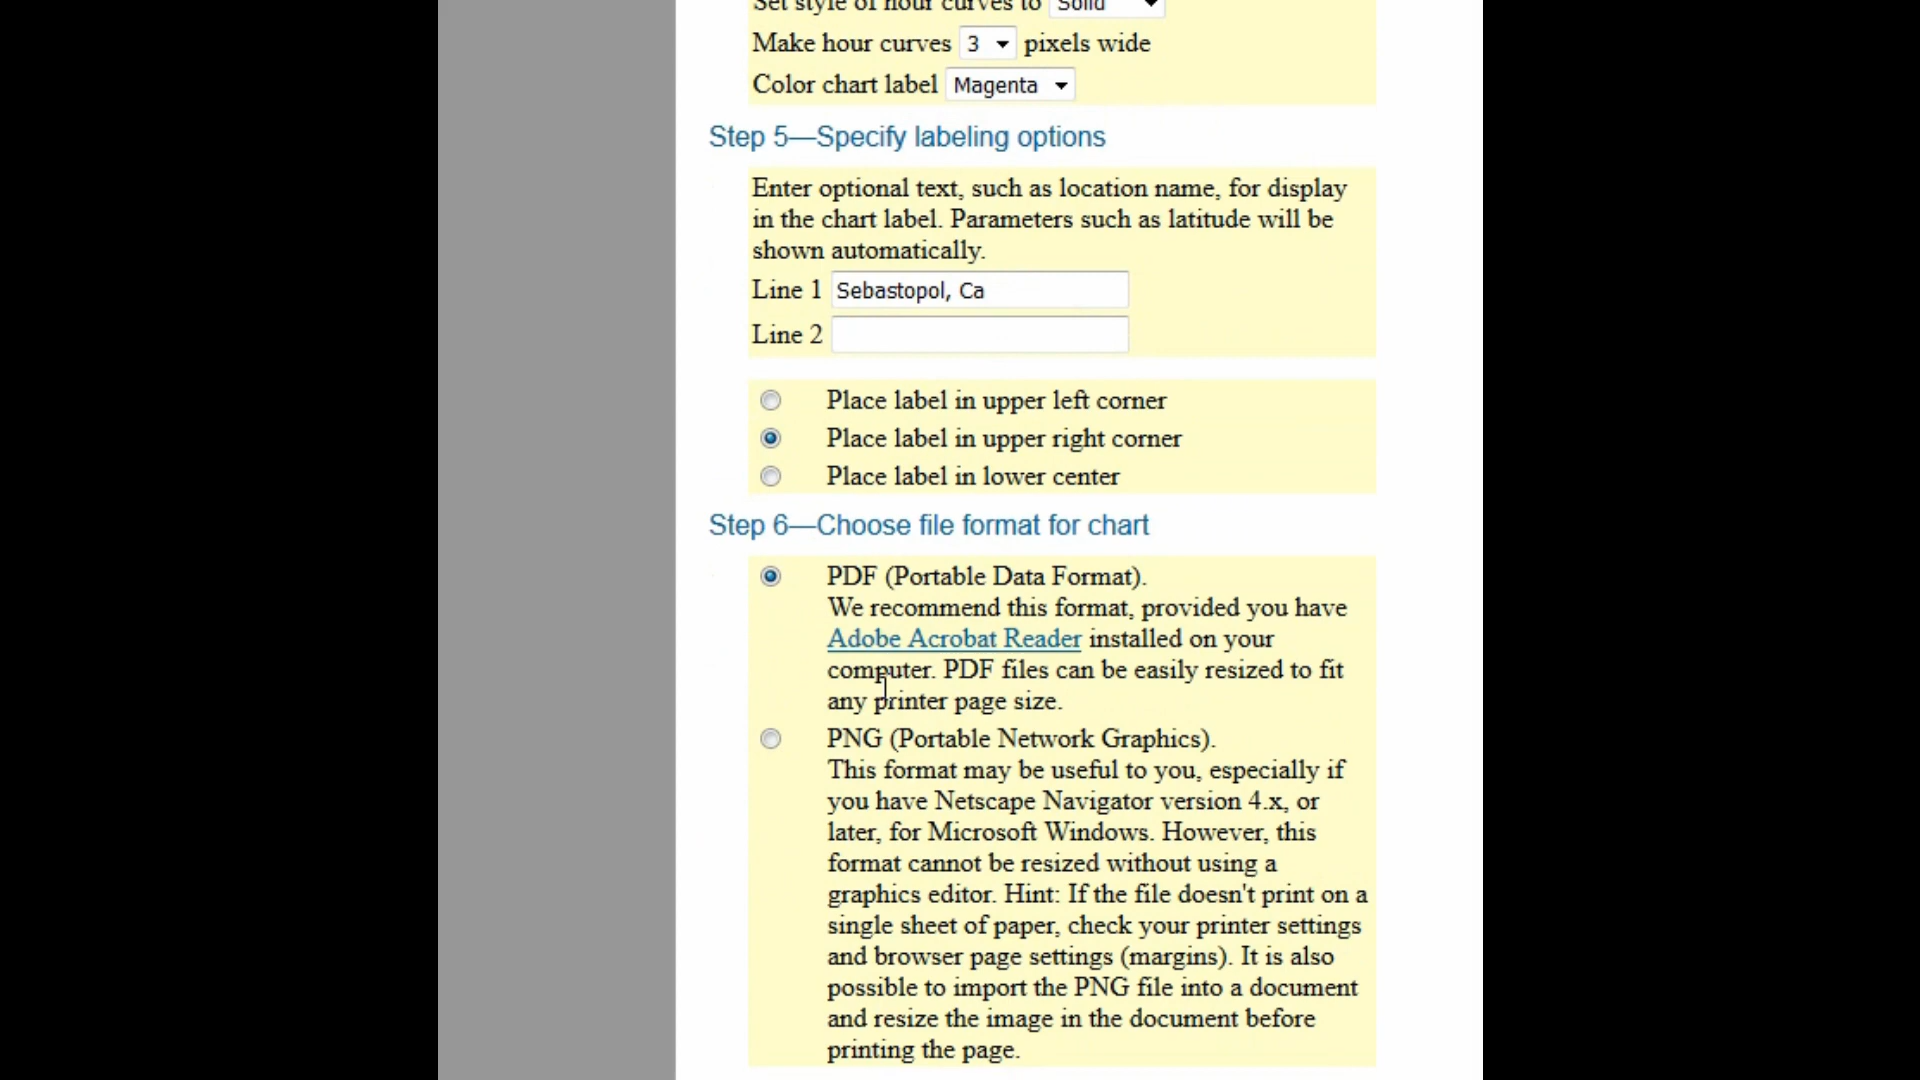 Set style of hour curves to Solid
Make hour curves 3 pixels wide
Color chart label Magenta
Step 5—Specify labeling options
Enter optional text, such as location name, for display
in the chart label. Parameters such as latitude will be
shown automatically.
Line 1 Sebastopol, Ca
Line 2
Place label in upper left corner
Place label in upper right corner
Place label in lower center
Step 6—Choose file format for chart
PDF (Portable Data Format).
We recommend this format, provided you have
Adobe Acrobat Reader installed on your
computer. PDF files can be easily resized to fit
any printer page size.
PNG (Portable Network Graphics).
This format may be useful to you, especially if
you have Netscape Navigator version 4.x, or
later, for Microsoft Windows. However, this
format cannot be resized without using a
graphics editor. Hint: If the file doesn't print on a
single sheet of paper, check your printer settings
and browser page settings (margins). It is also
possible to import the PNG file into a document
and resize the image in the document before
printing the page.